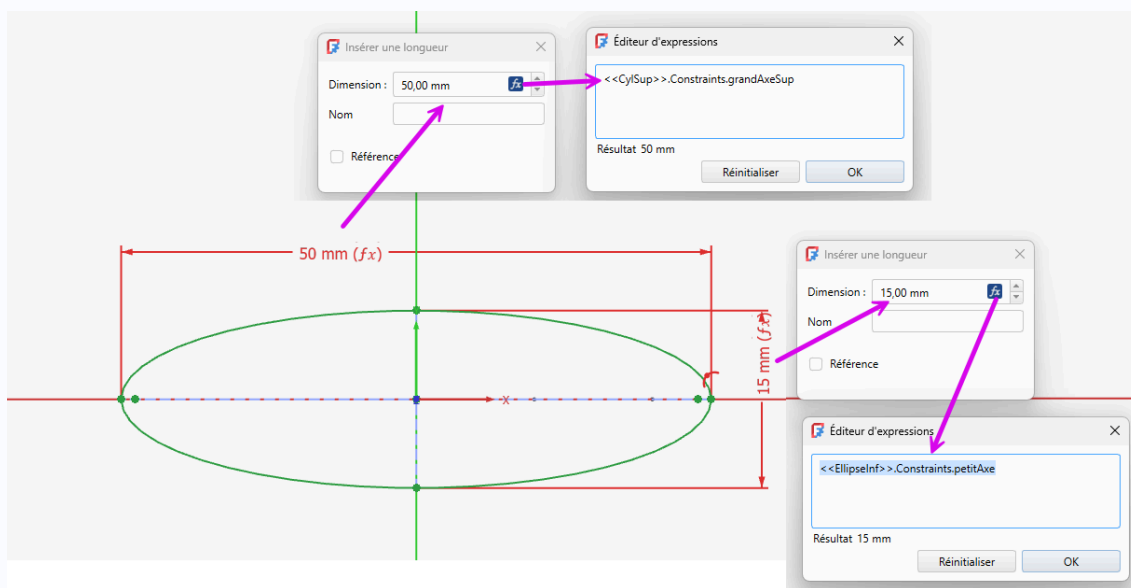 Insérer une longueur
Dimension : 50,00 mm fx
Nom
Référence
Éditeur d'expressions
<<CylSup>>.Constraints.grandAxeSup
Résultat 50 mm
Réinitialiser OK
50 mm (fx)
15 mm (fx)
X
Insérer une longueur
Dimension : 15,00 mm fx
Nom
Référence
Éditeur d'expressions
<<EllipseInf>>.Constraints.petitAxe
Résultat 15 mm
Réinitialiser OK